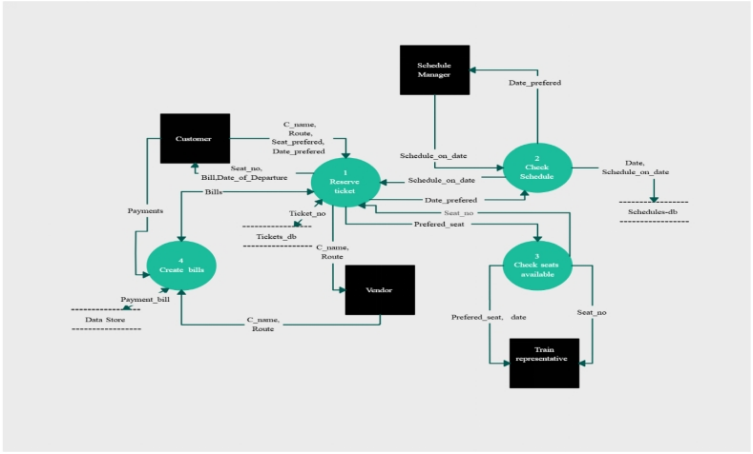 Schedule
Manager
Date_prefered
Customer
C_name,
Route,
Seat_prefered,
Date_prefered
Schedule_on_date
2
Check
Schedule
Date,
Schedule_on_date
Seat_no,
Bill,Date_of_Departure
1
Reserve
ticket
Schedule_on_date
Bills
Date_prefered
Payments
Ticket_no
Seat_no
Schedules-db
Prefered_seat
Tickets_db
C_name,
Route
4
Create bills
3
Check seats
available
Vendor
Payment_bill
Data Store
C_name,
Route
Prefered_seat, date
Seat_no
Train
representative